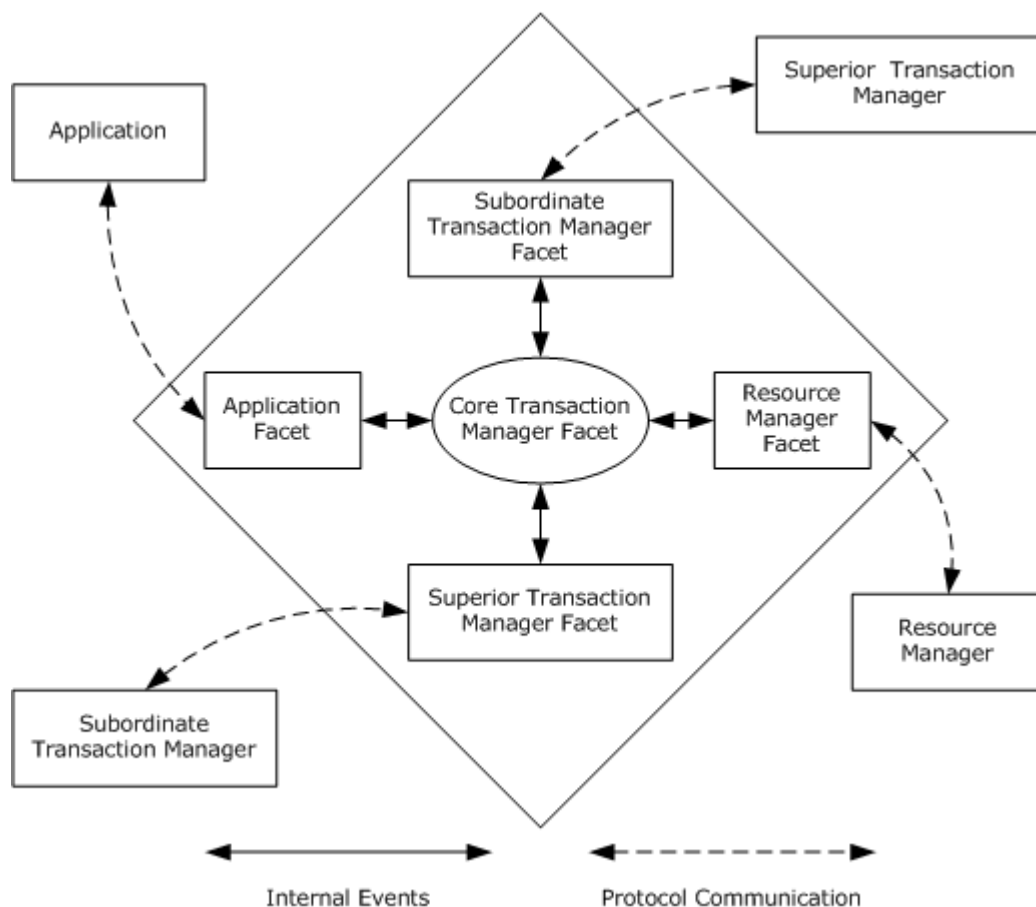 Superior Transaction
Manager
Application
Subordinate
Transaction Manager
Facet
Application
Facet
Core Transaction
Manager Facet
Resource
Manager
Facet
Superior Transaction
Manager Facet
Resource
Manager
Subordinate
Transaction Manager
Internal Events
Protocol Communication